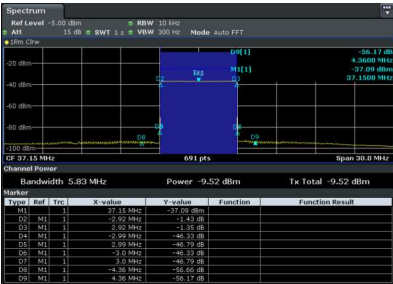 Spectrum
Ref Level -5.00 dBm RBW 10 kHz
Att 15 dB SWT 1 s VBW 300 Hz Mode Auto FFT
1Rm Clrw
D9[1] -56.17 dB
4.3600 MHz
M1[1] -37.09 dBm
37.1500 MHz
-20 dBm
-40 dBm
-60 dBm
-80 dBm
-100 dBm
TX1
D2 D3
D8 D9
CF 37.15 MHz 691 pts Span 30.0 MHz
Channel Power
Bandwidth 5.83 MHz Power -9.52 dBm Tx Total -9.52 dBm
Marker
Type Ref Trc X-value Y-value Function Function Result
M1 1 37.15 MHz -37.09 dBm
D2 M1 1 -2.92 MHz -1.43 dB
D3 M1 1 2.92 MHz -1.35 dB
D4 M1 1 -2.99 MHz -46.33 dB
D5 M1 1 2.99 MHz -46.79 dB
D6 M1 1 -3.0 MHz -46.33 dB
D7 M1 1 3.0 MHz -46.79 dB
D8 M1 1 -4.36 MHz -56.66 dB
D9 M1 1 4.36 MHz -56.17 dB